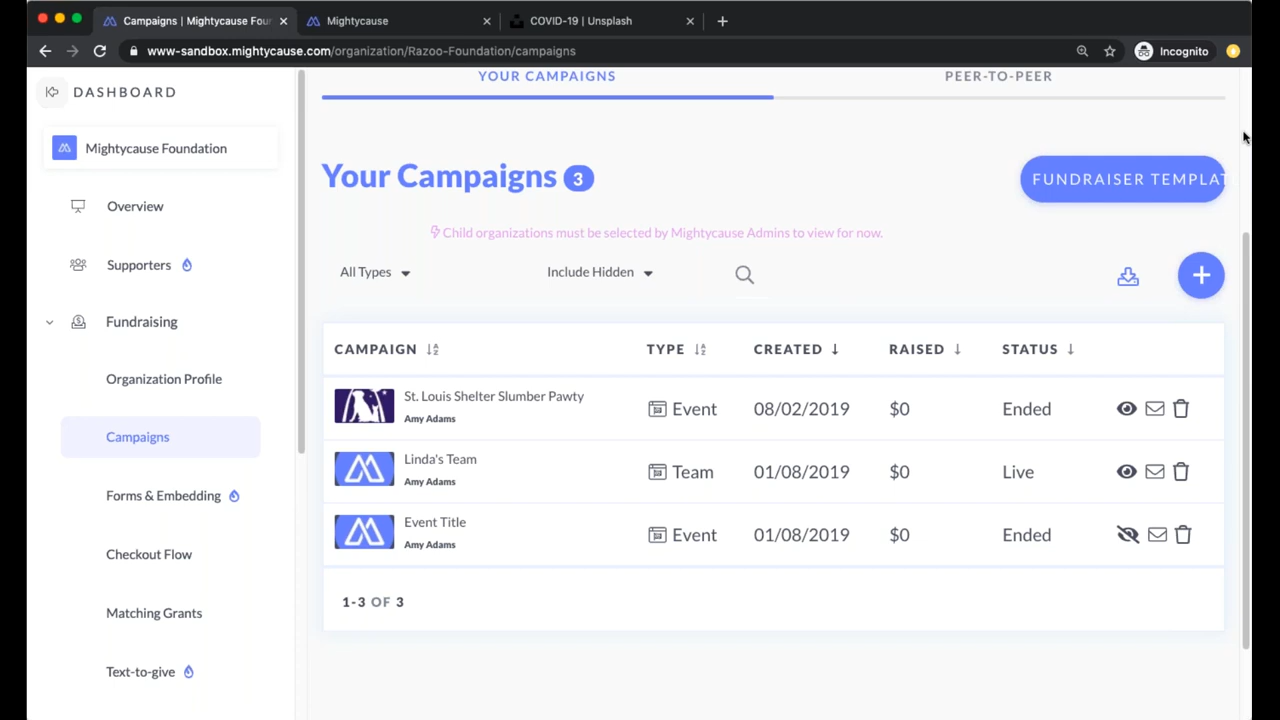 Campaigns | Mightycause Foun
Mightycause
COVID-19 | Unsplash
www-sandbox.mightycause.com/organization/Razoo-Foundation/campaigns
Incognito
DASHBOARD
Mightycause Foundation
Overview
Supporters
Fundraising
Organization Profile
Campaigns
Forms & Embedding
Checkout Flow
Matching Grants
Text-to-give
YOUR CAMPAIGNS
PEER-TO-PEER
Your Campaigns 3
FUNDRAISER TEMPLAT
Child organizations must be selected by Mightycause Admins to view for now.
All Types
Include Hidden
CAMPAIGN TYPE CREATED RAISED STATUS
St. Louis Shelter Slumber Pawty
Amy Adams
Event 08/02/2019 $0 Ended
Linda's Team
Amy Adams
Team 01/08/2019 $0 Live
Event Title
Amy Adams
Event 01/08/2019 $0 Ended
1-3 OF 3